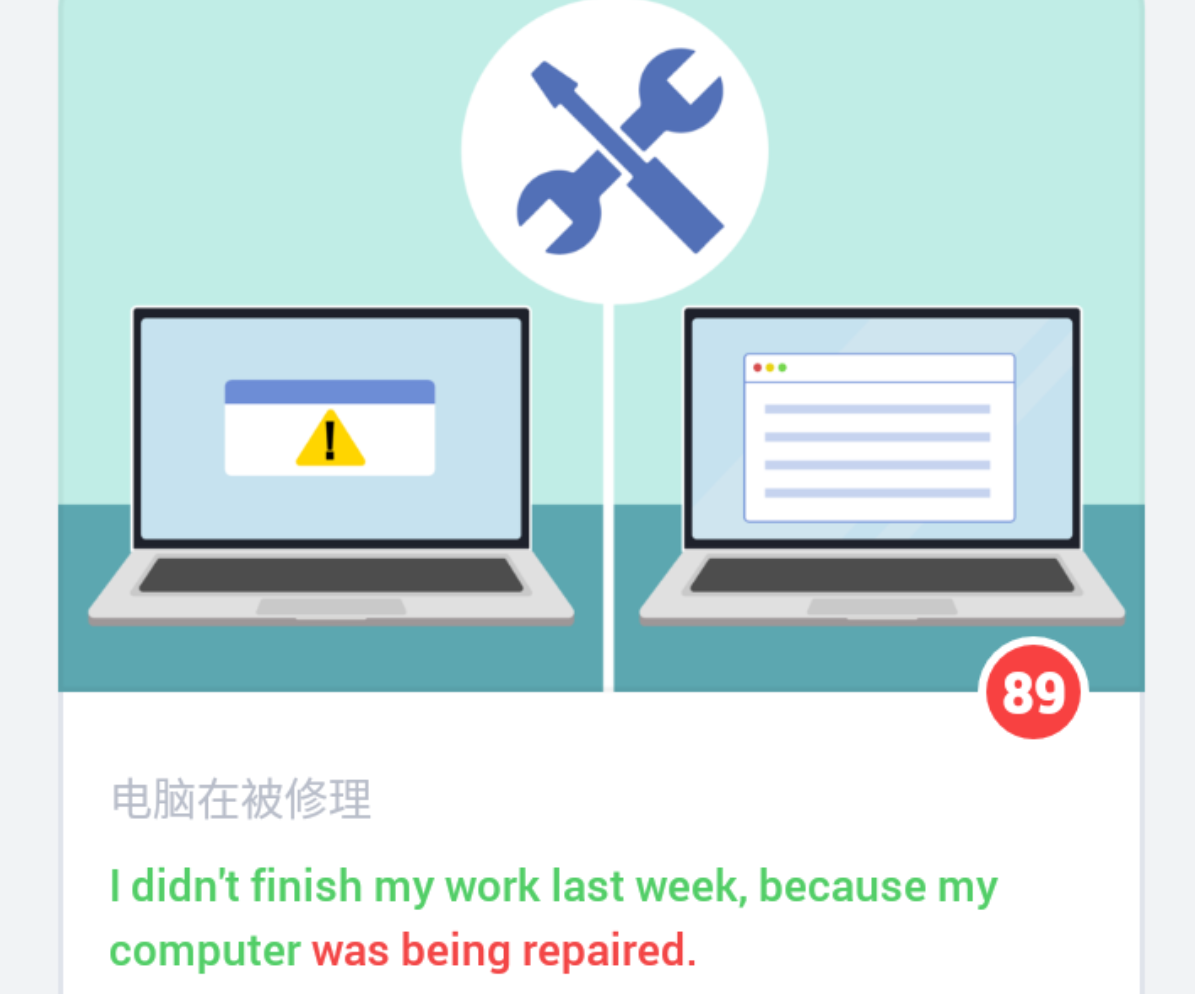 89
电脑在被修理
I didn't finish my work last week, because my
computer was being repaired.